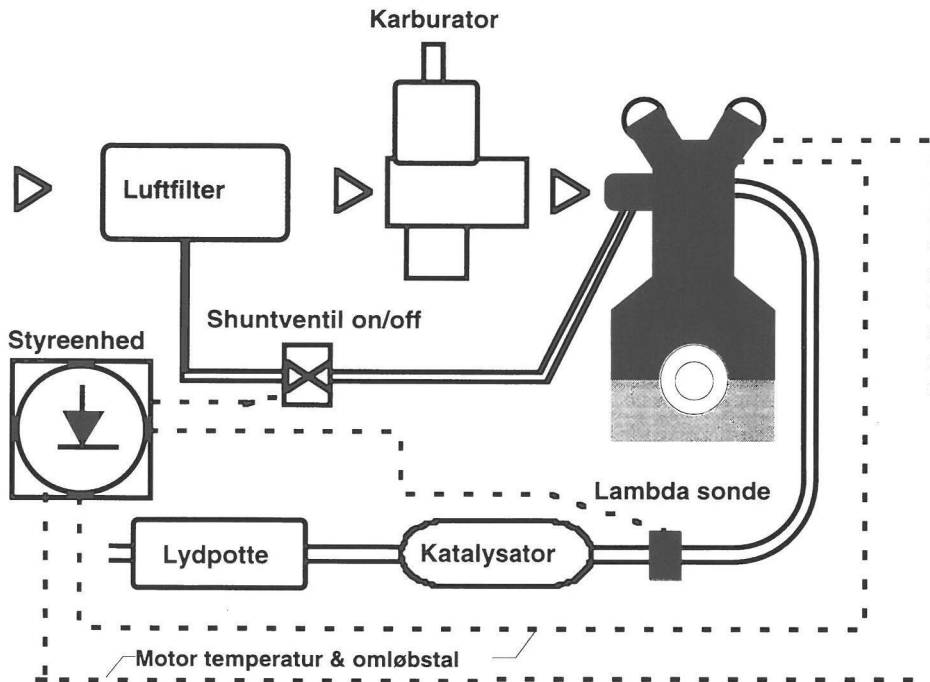 Karburator
Luftfilter
Shuntventil on/off
Styreenhed
Lambda sonde
Lydpotte
Katalysator
Motor temperatur & omløbstal